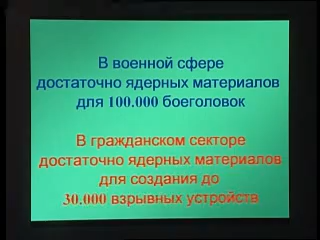 В военной сфере
достаточно ядерных материалов
для 100.000 боеголовок
В гражданском секторе
достаточно ядерных материалов
для создания до
30.000 взрывных устройств